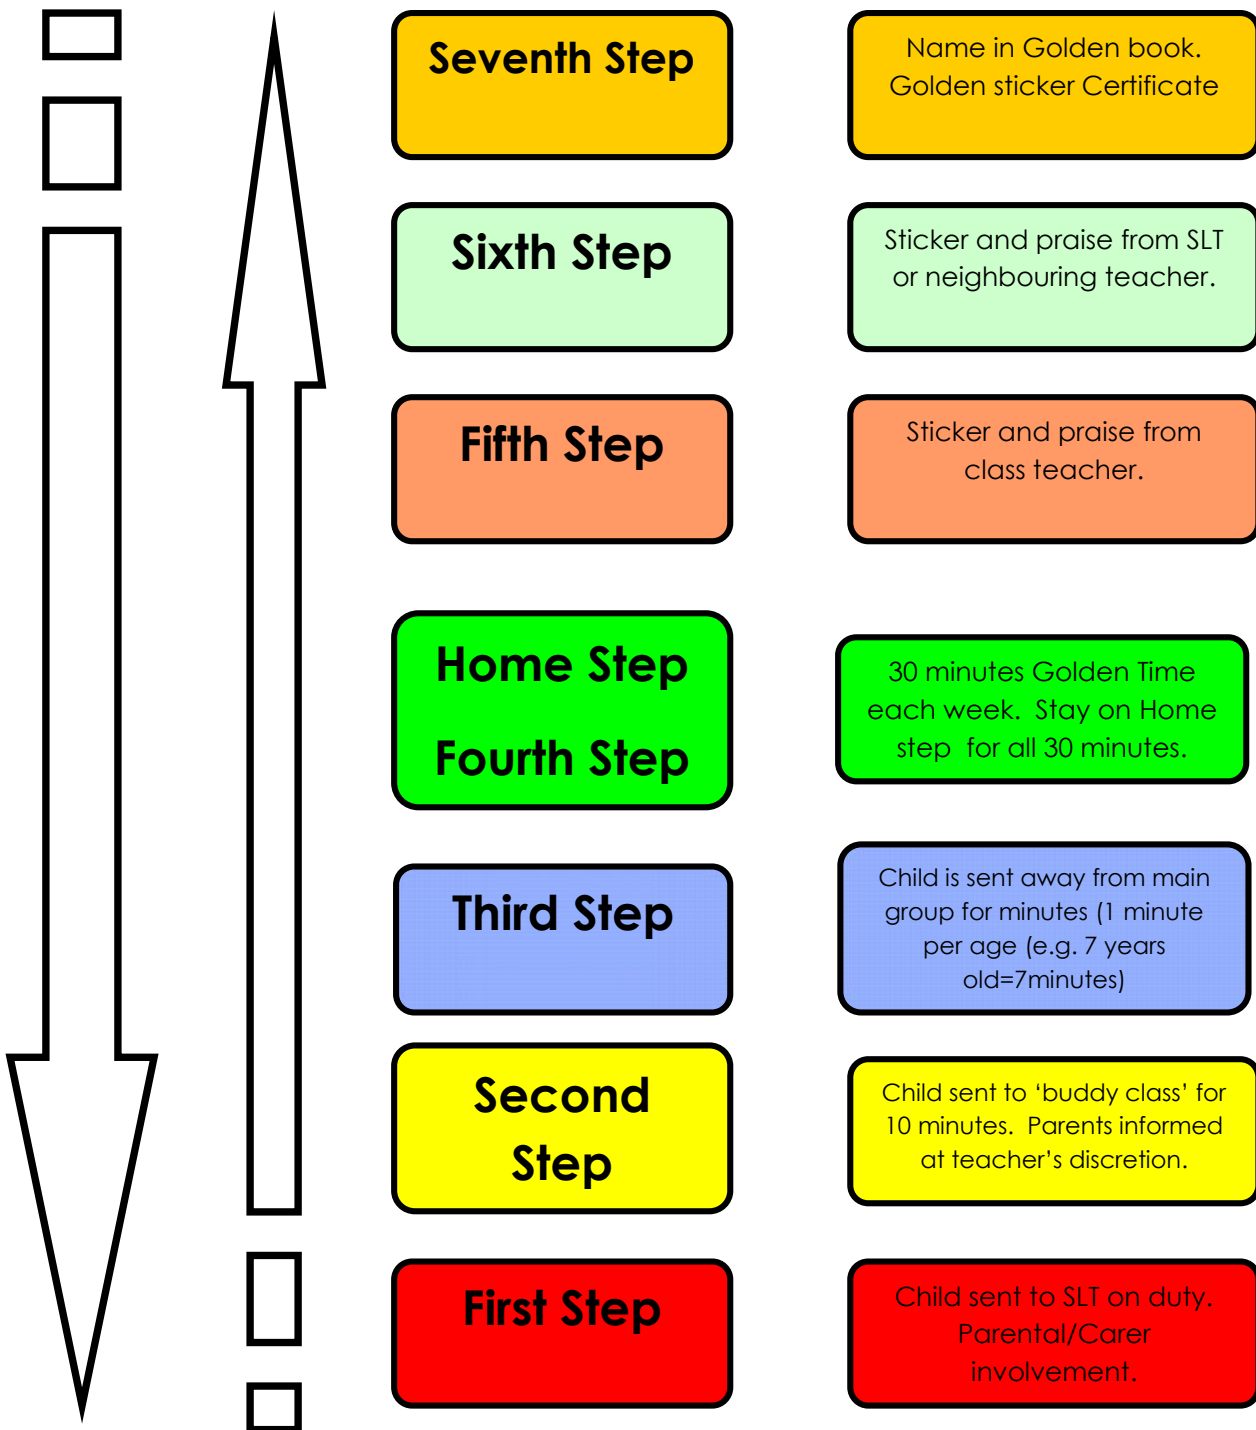 Seventh Step
Name in Golden book.
Golden sticker Certificate
Sixth Step
Sticker and praise from SLT
or neighbouring teacher.
Fifth Step
Sticker and praise from
class teacher.
Home Step
Fourth Step
30 minutes Golden Time
each week.  Stay on Home
step  for all 30 minutes.
Third Step
Child is sent away from main
group for minutes (1 minute
per age (e.g. 7 years
old=7minutes)
Second
Step
Child sent to ‘buddy class’ for
10 minutes.  Parents informed
at teacher’s discretion.
First Step
Child sent to SLT on duty.
Parental/Carer
involvement.